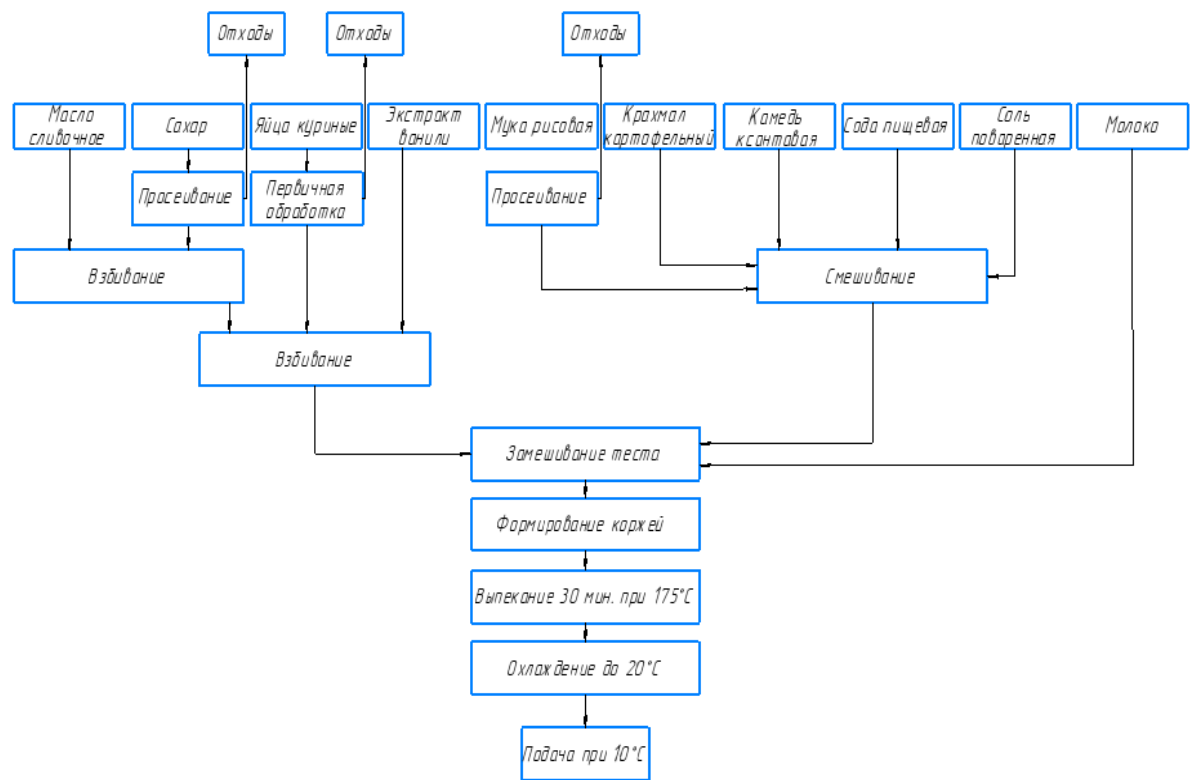 Отходы
Отходы
Отходы
Масло
сливочное
Сахар
Яйца куриные
Экстракт
ванили
Мука рисовая
Крахмал
картофельный
Камедь
ксантовая
Сода пищевая
Соль
поваренная
Молоко
Просеивание
Первичная
обработка
Просеивание
Взбивание
Смешивание
Взбивание
Замешивание теста
Формирование коржей
Выпекание 30 мин. при 175°С
Охлаждение до 20°С
Подача при 10°С